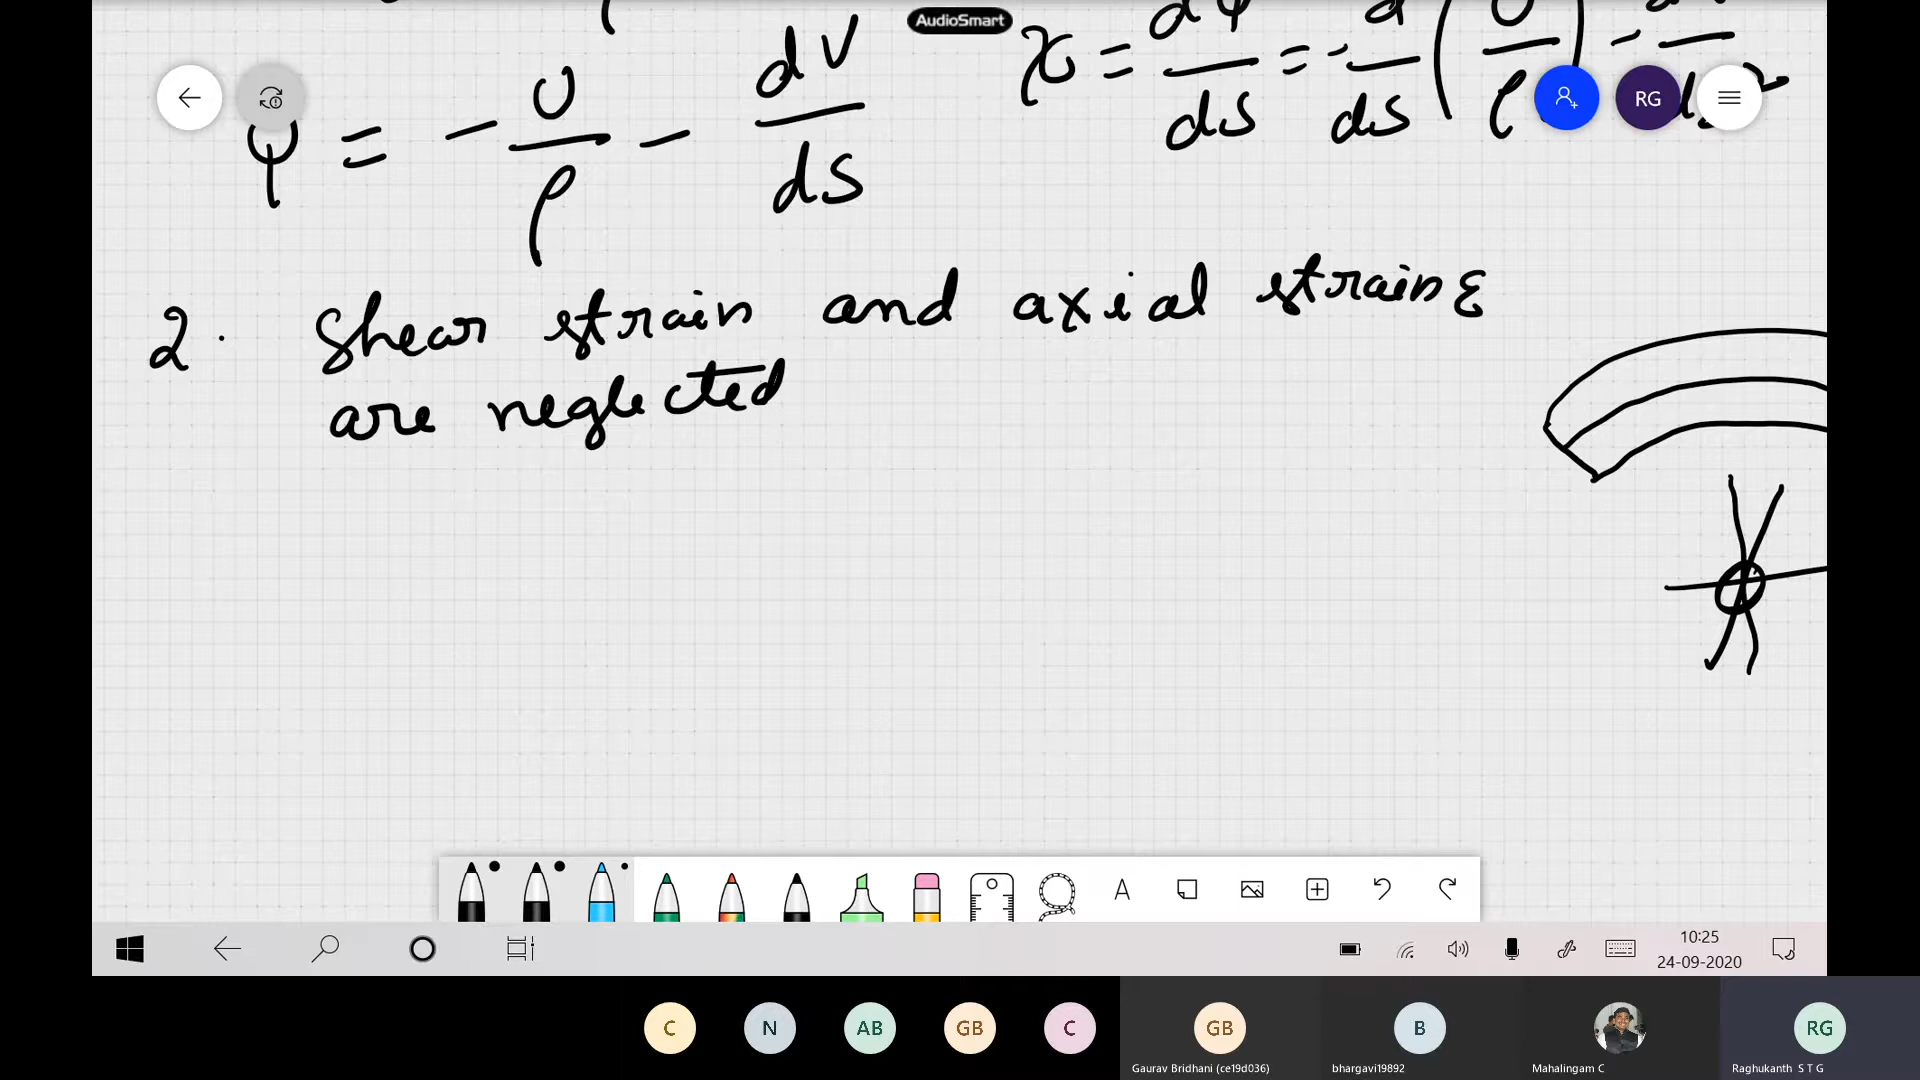 AudioSmart
ψ = - U/ρ - dV/dS
χ = dψ/dS = - d/dS (U/ρ) -
RG
2. Shear strain and axial strain ε
are neglected
A
10:25
24-09-2020
C N AB GB C GB B RG
Gaurav Bridhani (ce19d036) bhargavi19892 Mahalingam C Raghukanth S T G